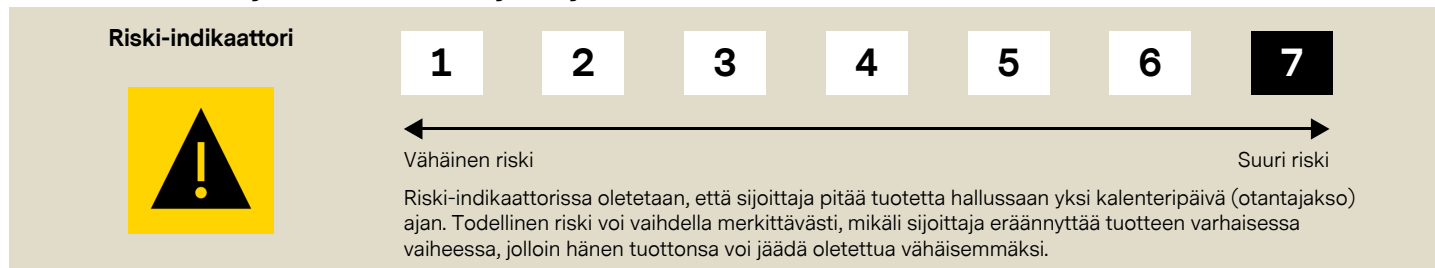 Riski-indikaattori
1 2 3 4 5 6 7
!
Vähäinen riski Suuri riski
Riski-indikaattorissa oletetaan, että sijoittaja pitää tuotetta hallussaan yksi kalenteripäivä (otantajakso)
ajan. Todellinen riski voi vaihdella merkittävästi, mikäli sijoittaja eräännyttää tuotteen varhaisessa
vaiheessa, jolloin hänen tuottonsa voi jäädä oletettua vähäisemmäksi.